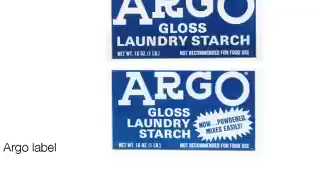 ARGO®
GLOSS
LAUNDRY STARCH
NET WT. 16 OZ. (1 LB.) NOT RECOMMENDED FOR FOOD USE
ARGO®
GLOSS
LAUNDRY
STARCH
NOW...POWDERED
MIXES EASILY!
NET WT. 16 OZ (1 LB.) NOT RECOMMENDED FOR FOOD USE
Argo label